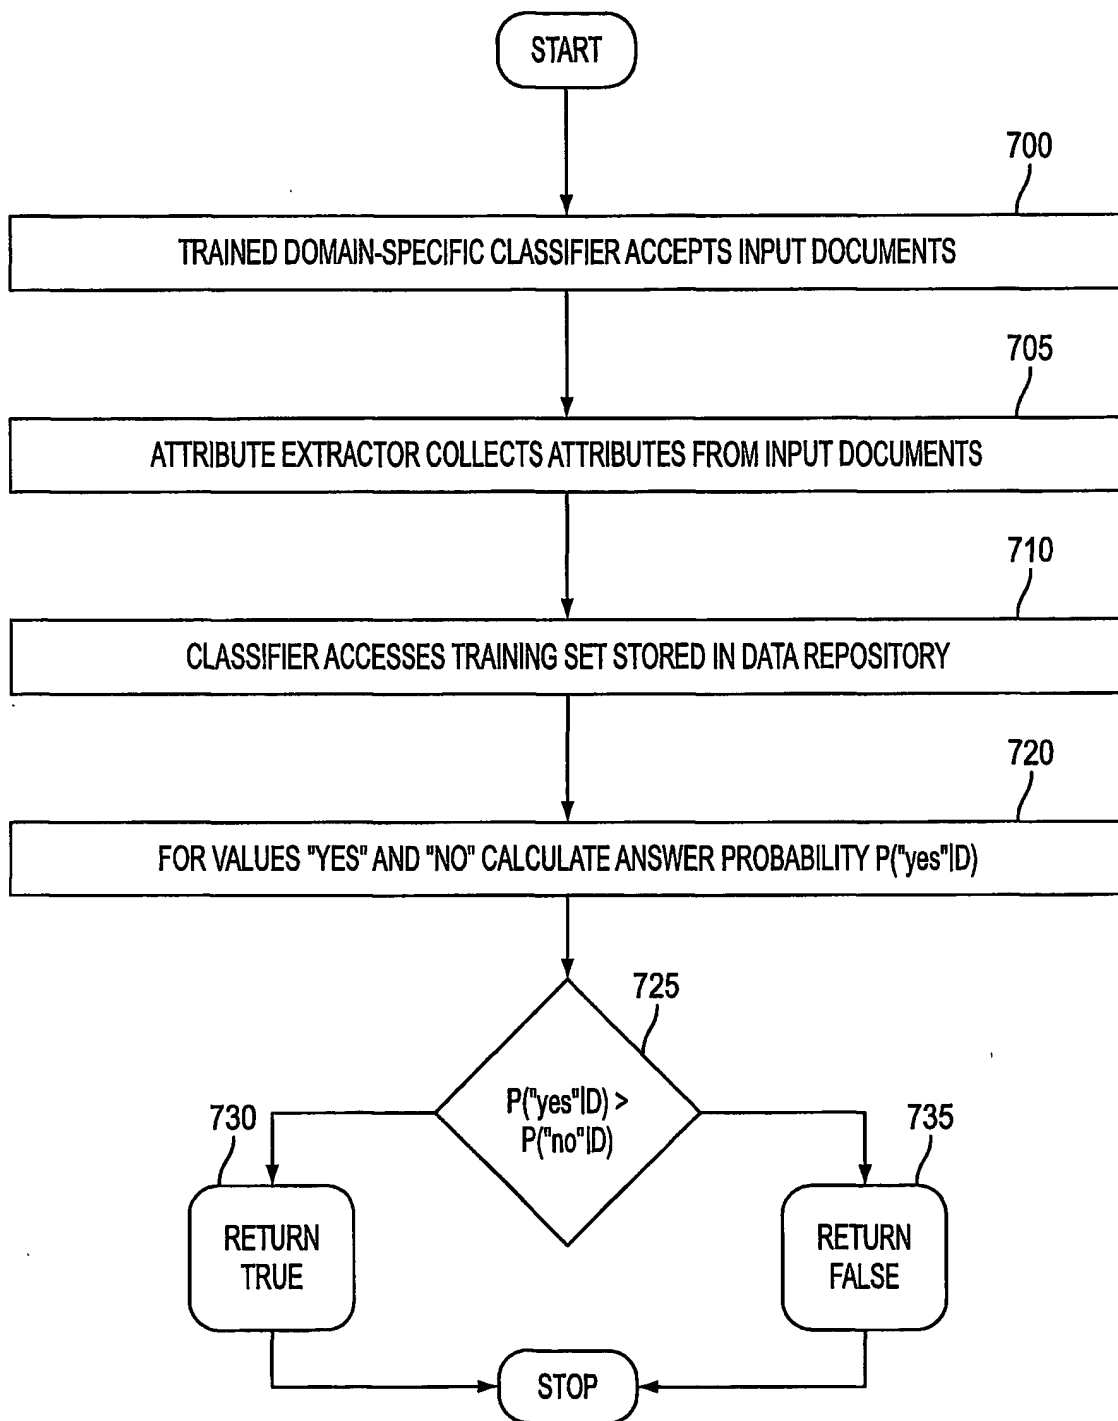 START
700
TRAINED DOMAIN-SPECIFIC CLASSIFIER ACCEPTS INPUT DOCUMENTS
705
ATTRIBUTE EXTRACTOR COLLECTS ATTRIBUTES FROM INPUT DOCUMENTS
710
CLASSIFIER ACCESSES TRAINING SET STORED IN DATA REPOSITORY
720
FOR VALUES "YES" AND "NO" CALCULATE ANSWER PROBABILITY P("yes"|D)
725
P("yes"|D) >
P("no"|D)
730
RETURN
TRUE
735
RETURN
FALSE
STOP